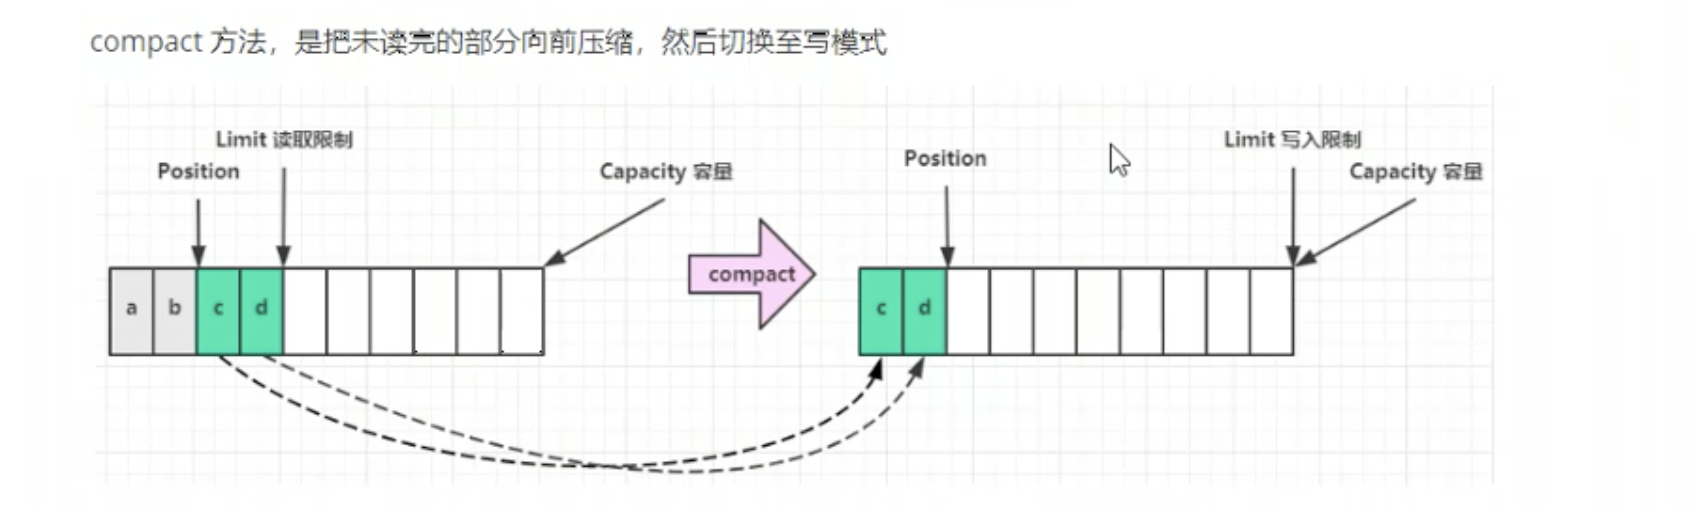 compact 方法，是把未读完的部分向前压缩，然后切换至写模式
Limit 读取限制
Position
Capacity 容量
a b c d
compact
Position
Limit 写入限制
Capacity 容量
c d